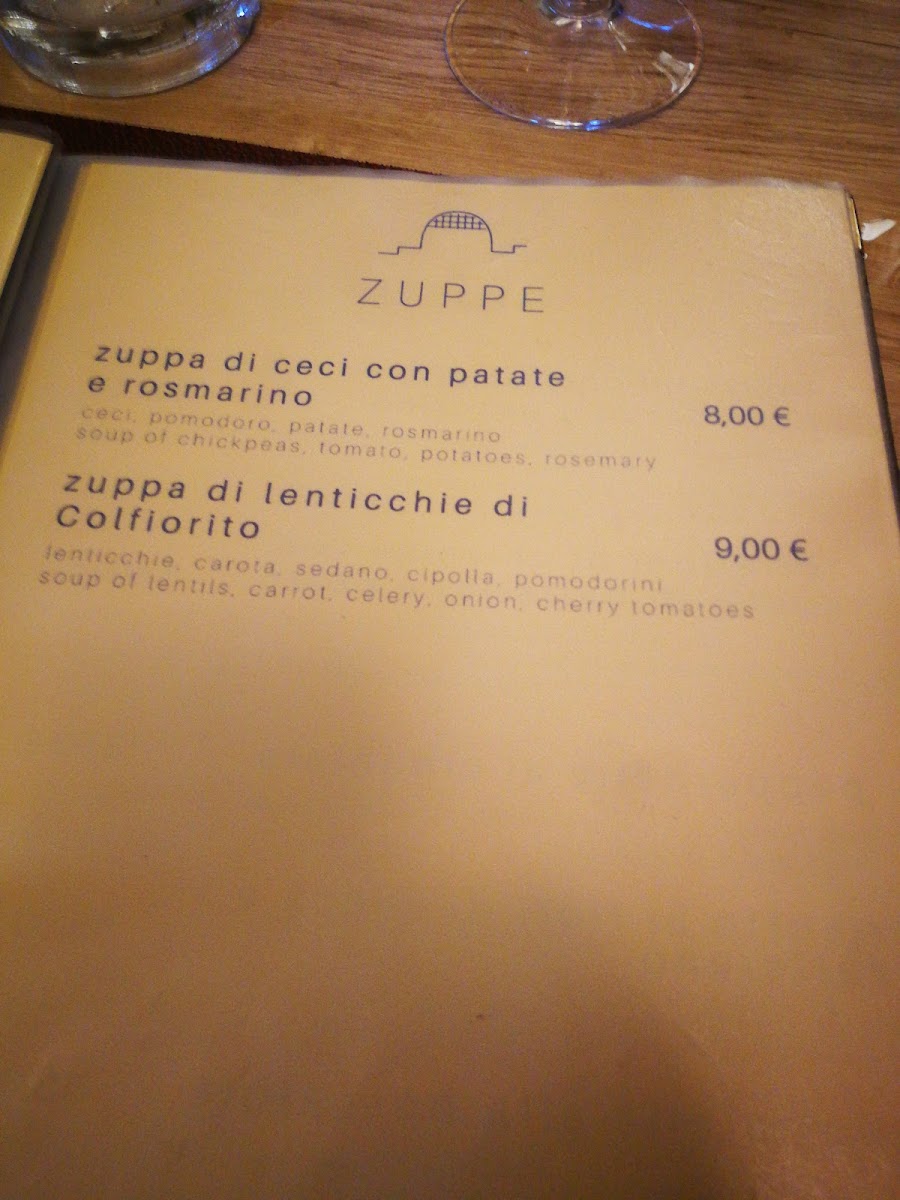 ZUPPE
zuppa di ceci con patate
e rosmarino
8,00 €
ceci, pomodoro, patate, rosmarino
soup of chickpeas, tomato, potatoes, rosemary
zuppa di lenticchie di
Colfiorito
9,00 €
lenticchie, carota, sedano, cipolla, pomodorini
soup of lentils, carrot, celery, onion, cherry tomatoes